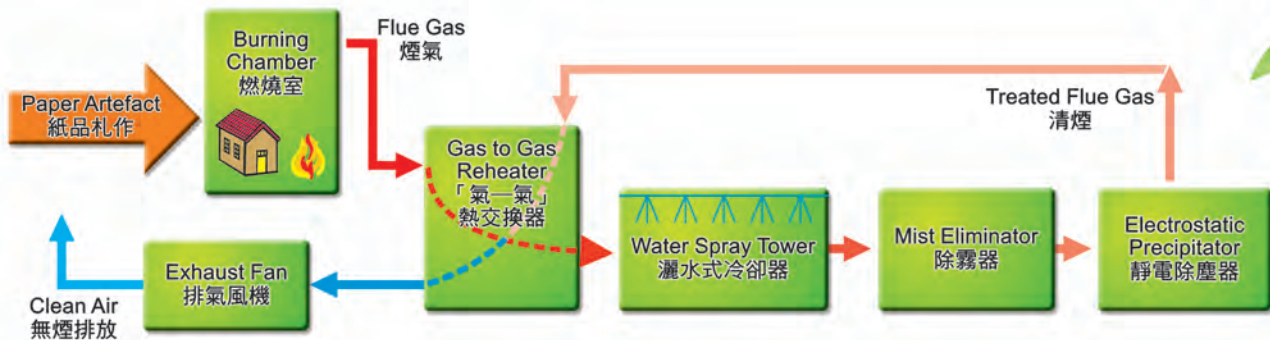 Paper Artefact
紙品札作
Burning
Chamber
燃燒室
Flue Gas
煙氣
Gas to Gas
Reheater
「氣—氣」
熱交換器
Water Spray Tower
灑水式冷卻器
Mist Eliminator
除霧器
Electrostatic
Precipitator
靜電除塵器
Treated Flue Gas
清煙
Exhaust Fan
排氣風機
Clean Air
無煙排放